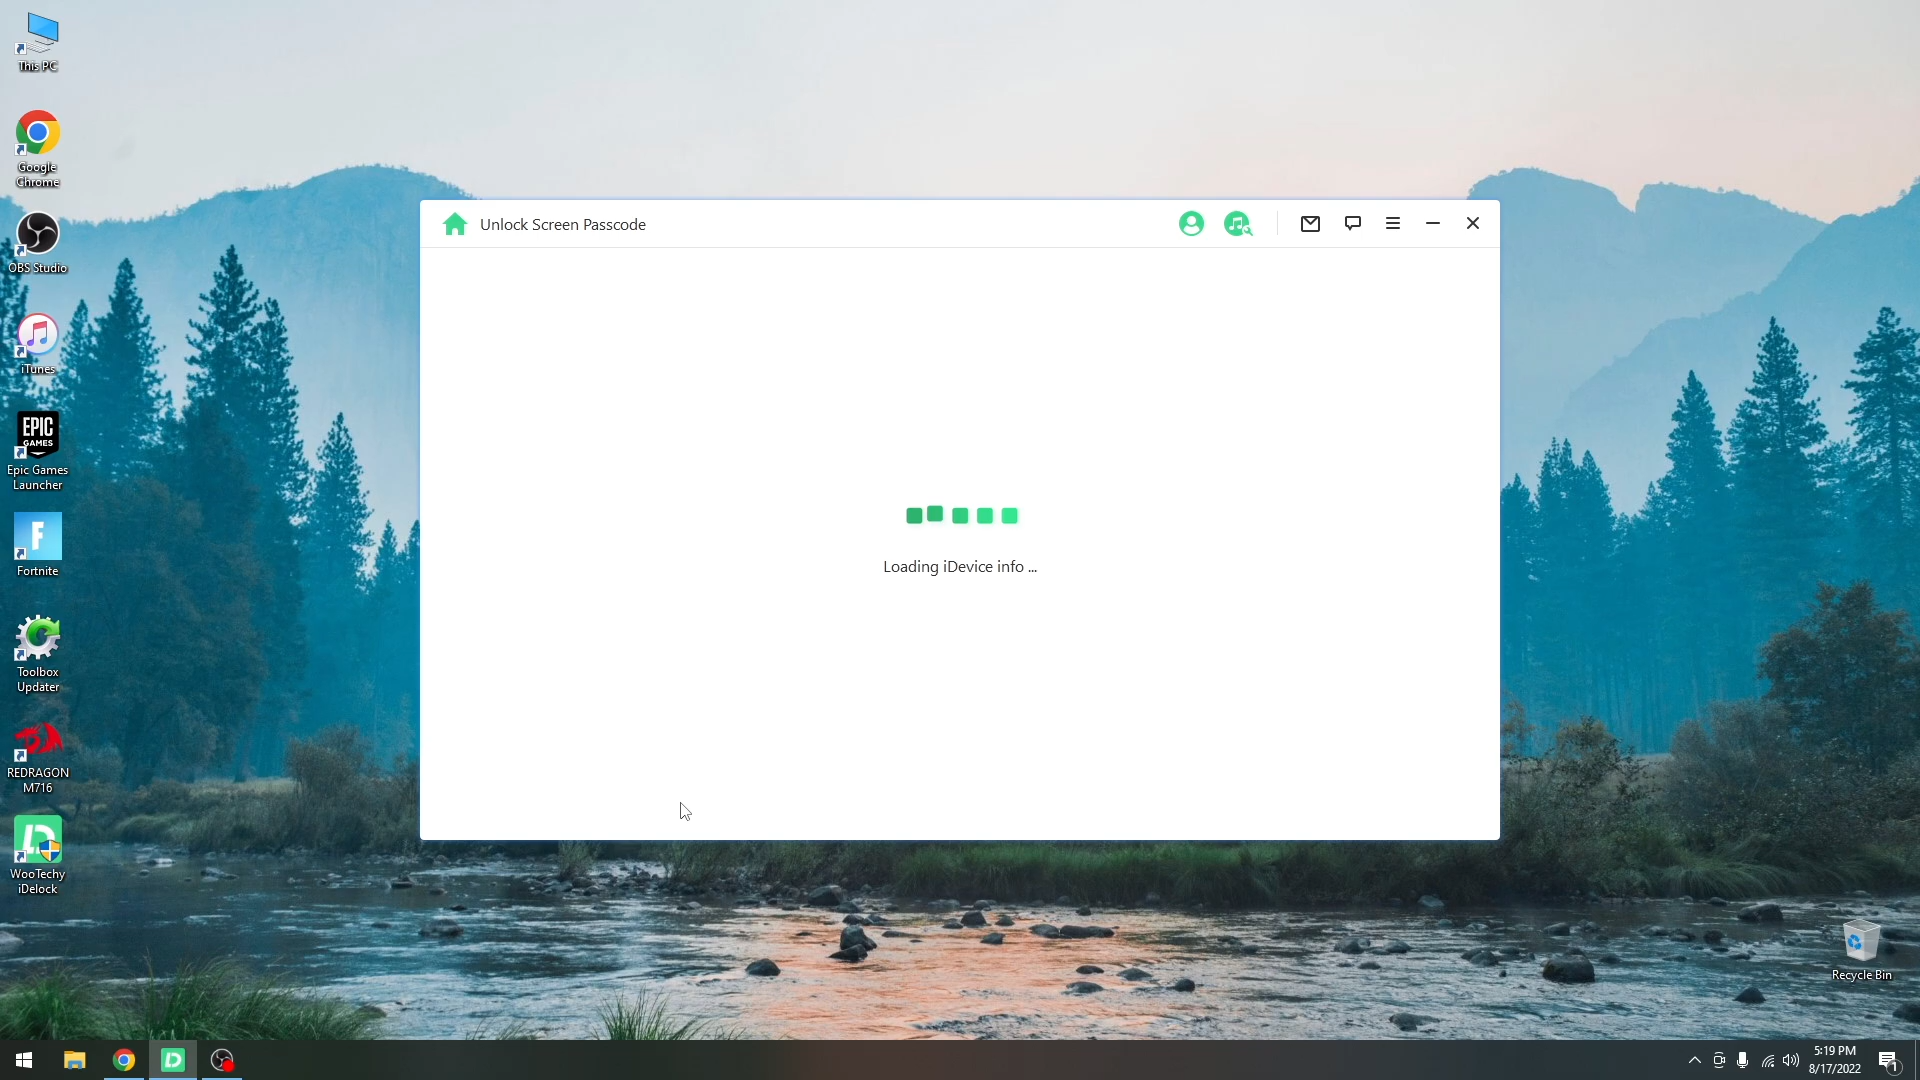 This PC
Google
Chrome
OBS Studio
iTunes
EPIC
GAMES
Epic Games
Launcher
F
Fortnite
Toolbox
Updater
REDRAGON
M716
WooTechy
iDelock
Unlock Screen Passcode
Loading iDevice info ...
Recycle Bin
5:19 PM
8/17/2022
1